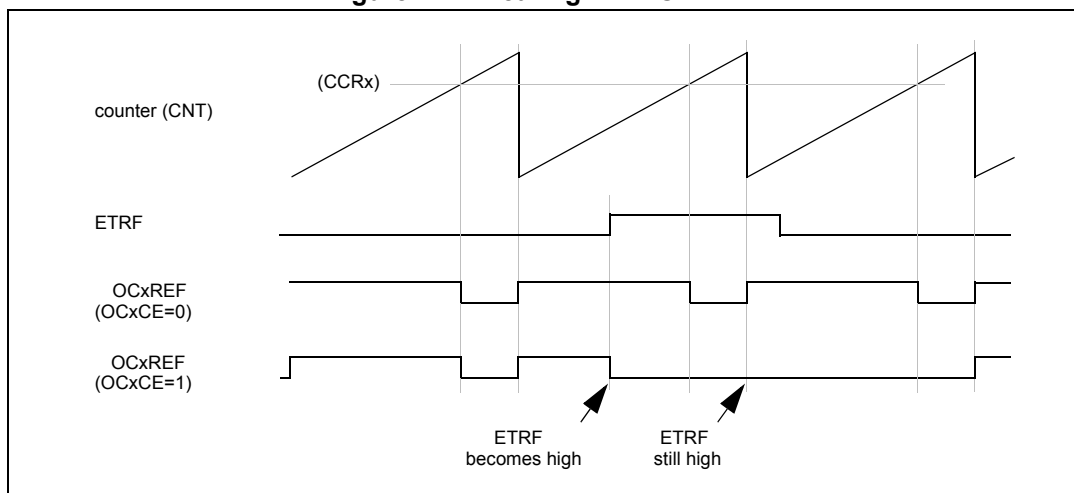 (CCRx)
counter (CNT)
ETRF
OCxREF
(OCxCE=0)
OCxREF
(OCxCE=1)
ETRF
becomes high
ETRF
still high